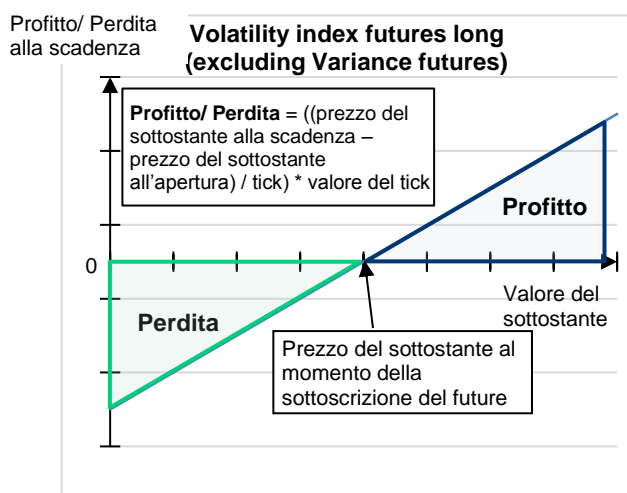 Profitto/ Perdita
alla scadenza
Volatility index futures long
(excluding Variance futures)
Profitto/ Perdita = ((prezzo del
sottostante alla scadenza –
prezzo del sottostante
all'apertura) / tick) * valore del tick
Profitto
0
Perdita
Valore del
sottostante
Prezzo del sottostante al
momento della
sottoscrizione del future